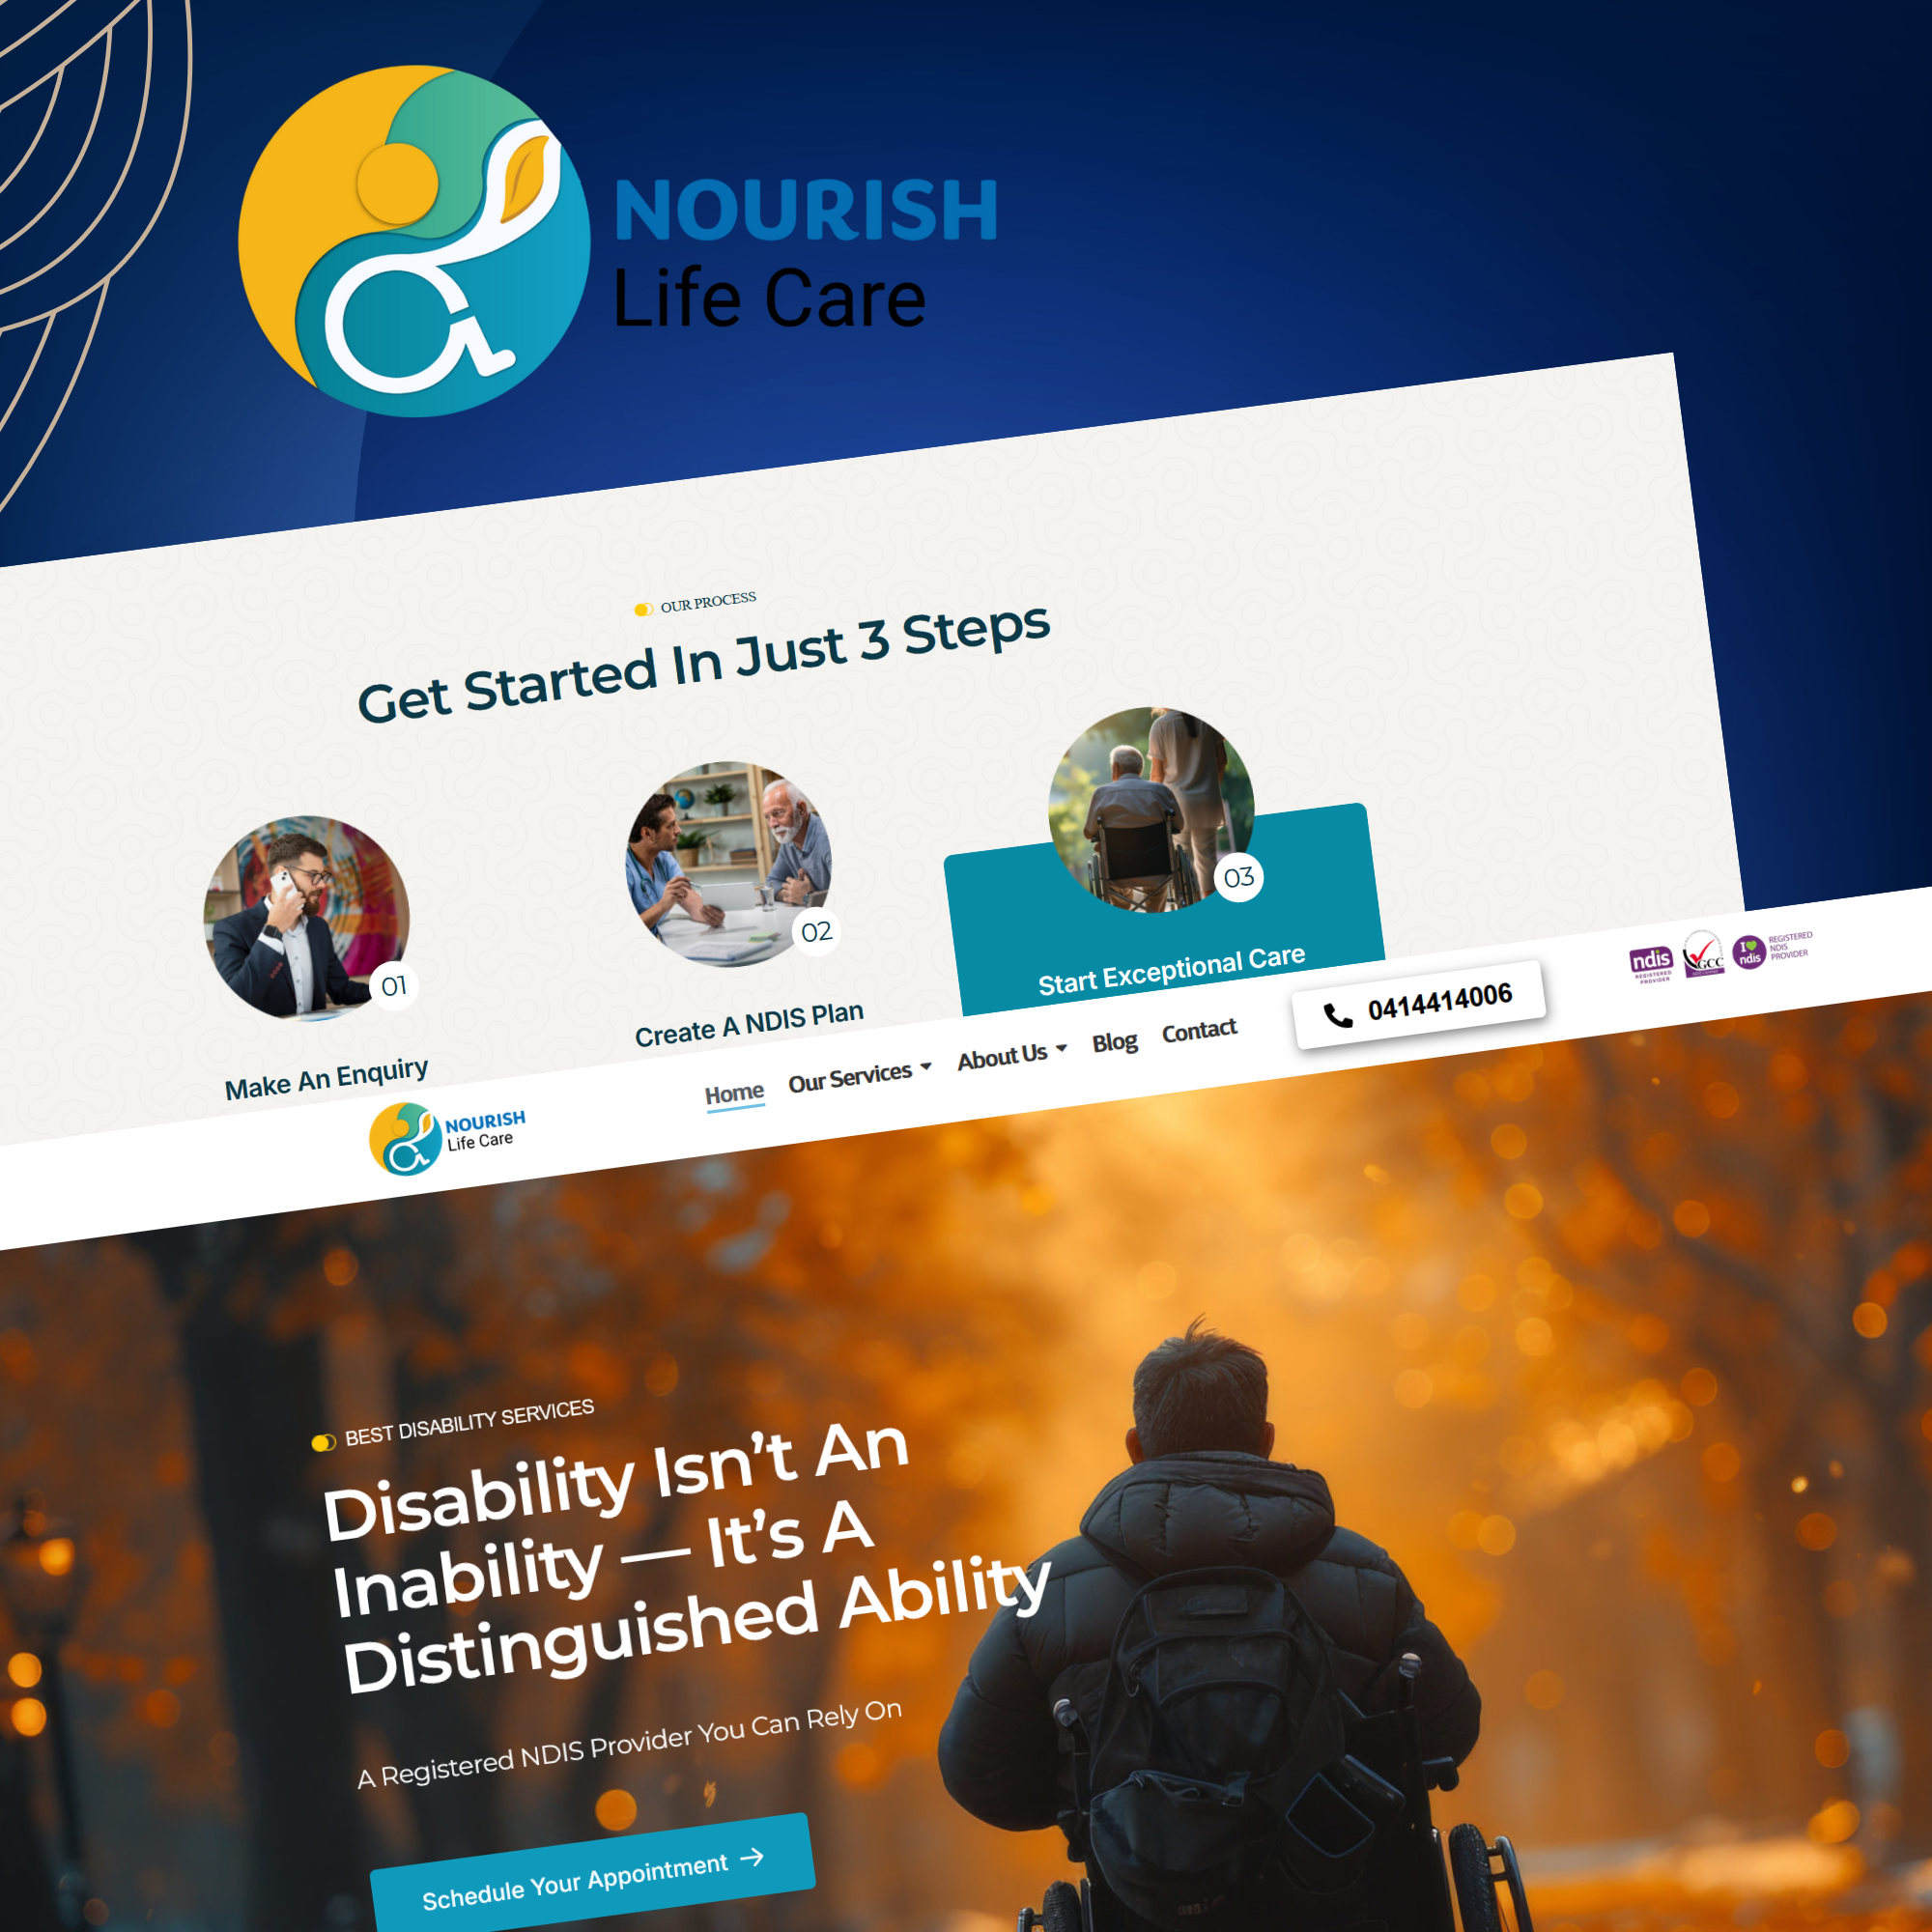 NOURISH
Life Care
OUR PROCESS
Get Started In Just 3 Steps
01
02
03
Make An Enquiry
Create A NDIS Plan
Start Exceptional Care
NOURISH
Life Care
Home
Our Services
About Us
Blog
Contact
0414414006
ndis
REGISTERED
PROVIDER
GCC
I
ndis
REGISTERED
NDIS
PROVIDER
BEST DISABILITY SERVICES
Disability Isn’t An
Inability — It’s A
Distinguished Ability
A Registered NDIS Provider You Can Rely On
Schedule Your Appointment